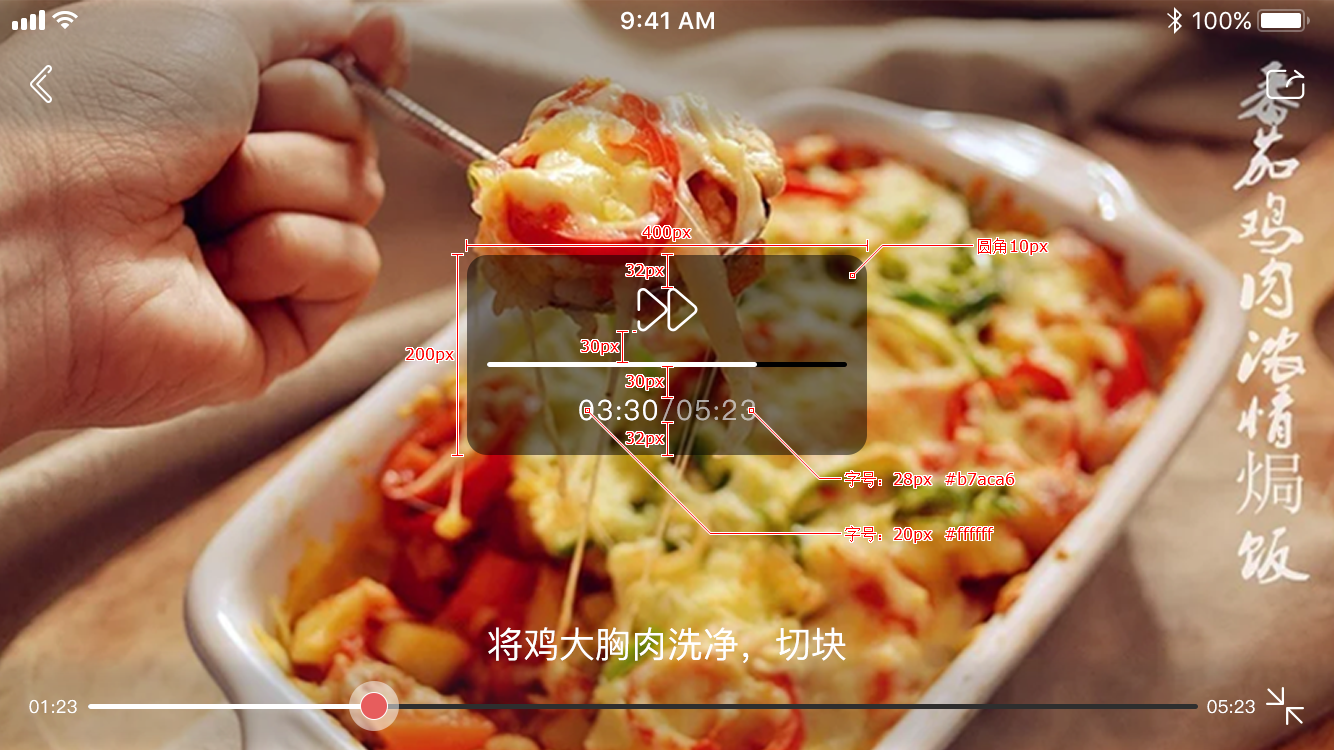 9:41 AM
100%
番茄鸡肉浓情焗饭
400px
圆角10px
32px
200px
30px
30px
03:30/05:23
32px
字号：28px #b7aca6
字号：20px #ffffff
将鸡大胸肉洗净，切块
01:23
05:23